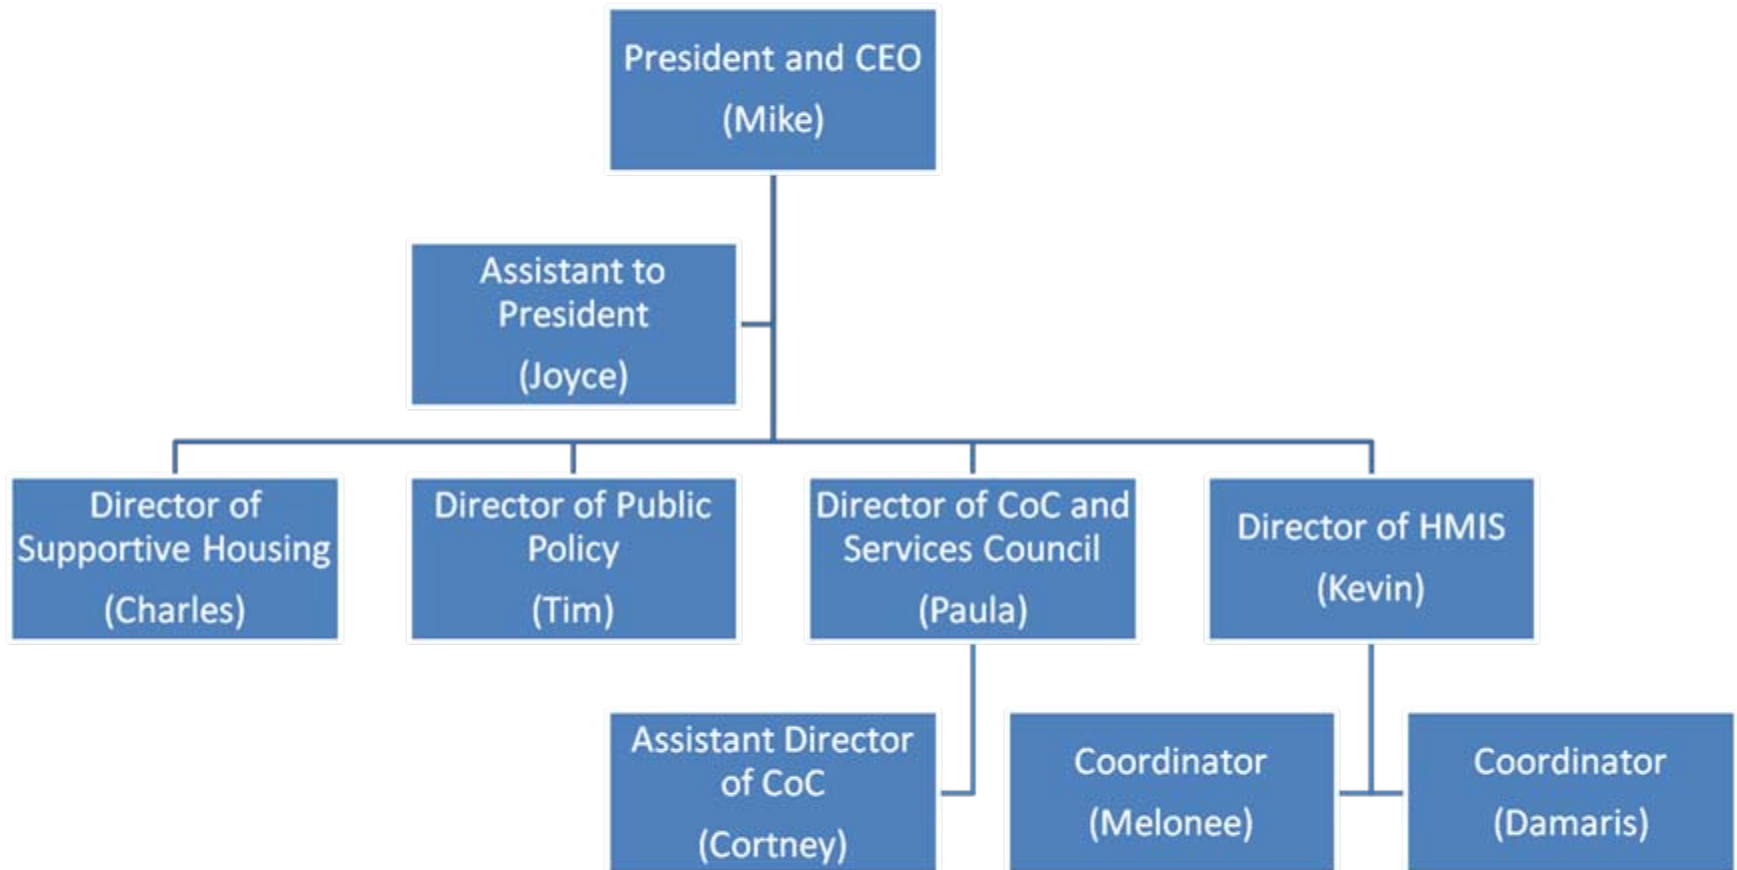 President and CEO
(Mike)
Assistant to
President
(Joyce)
Director of
Supportive Housing
(Charles)
Director of Public
Policy
(Tim)
Director of CoC and
Services Council
(Paula)
Director of HMIS
(Kevin)
Assistant Director
of CoC
(Cortney)
Coordinator
(Melonee)
Coordinator
(Damaris)